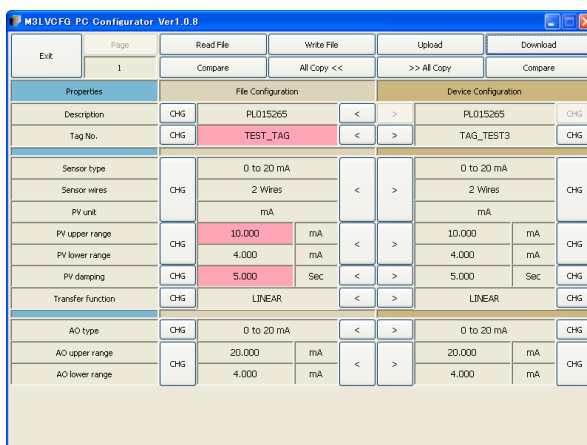 M3LVCFG PC Configurator Ver1.0.8
Exit Page Read File Write File Upload Download
1 Compare All Copy << >> All Copy Compare
Properties File Configuration Device Configuration
Description CHG PL015265 < > PL015265 CHG
Tag No. CHG TEST_TAG < > TAG_TEST3 CHG
Sensor type 0 to 20 mA 0 to 20 mA
Sensor wires CHG 2 Wires < > 2 Wires CHG
PV unit mA mA
PV upper range CHG 10.000 mA < > 10.000 mA CHG
PV lower range 4.000 mA 4.000 mA
PV damping CHG 5.000 Sec < > 5.000 Sec CHG
Transfer function CHG LINEAR < > LINEAR CHG
AO type CHG 0 to 20 mA < > 0 to 20 mA CHG
AO upper range CHG 20.000 mA < > 20.000 mA CHG
AO lower range 4.000 mA 4.000 mA